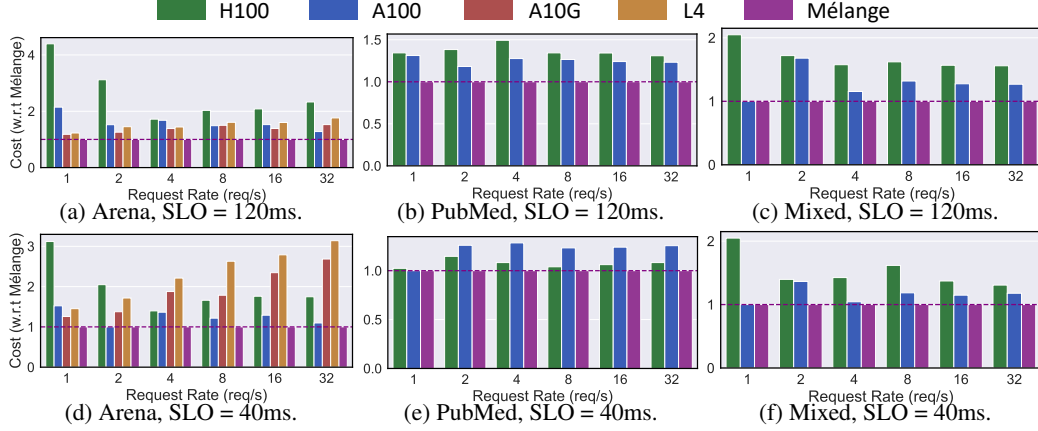 H100 A100 A10G L4 Mélange
Cost (w.r.t Mélange)
4
2
0
1 2 4 8 16 32
Request Rate (req/s)
(a) Arena, SLO = 120ms.
1.5
1.0
0.5
0.0
1 2 4 8 16 32
Request Rate (req/s)
(b) PubMed, SLO = 120ms.
2
1
0
1 2 4 8 16 32
Request Rate (req/s)
(c) Mixed, SLO = 120ms.
Cost (w.r.t Mélange)
3
2
1
0
1 2 4 8 16 32
Request Rate (req/s)
(d) Arena, SLO = 40ms.
1.0
0.5
0.0
1 2 4 8 16 32
Request Rate (req/s)
(e) PubMed, SLO = 40ms.
2
1
0
1 2 4 8 16 32
Request Rate (req/s)
(f) Mixed, SLO = 40ms.